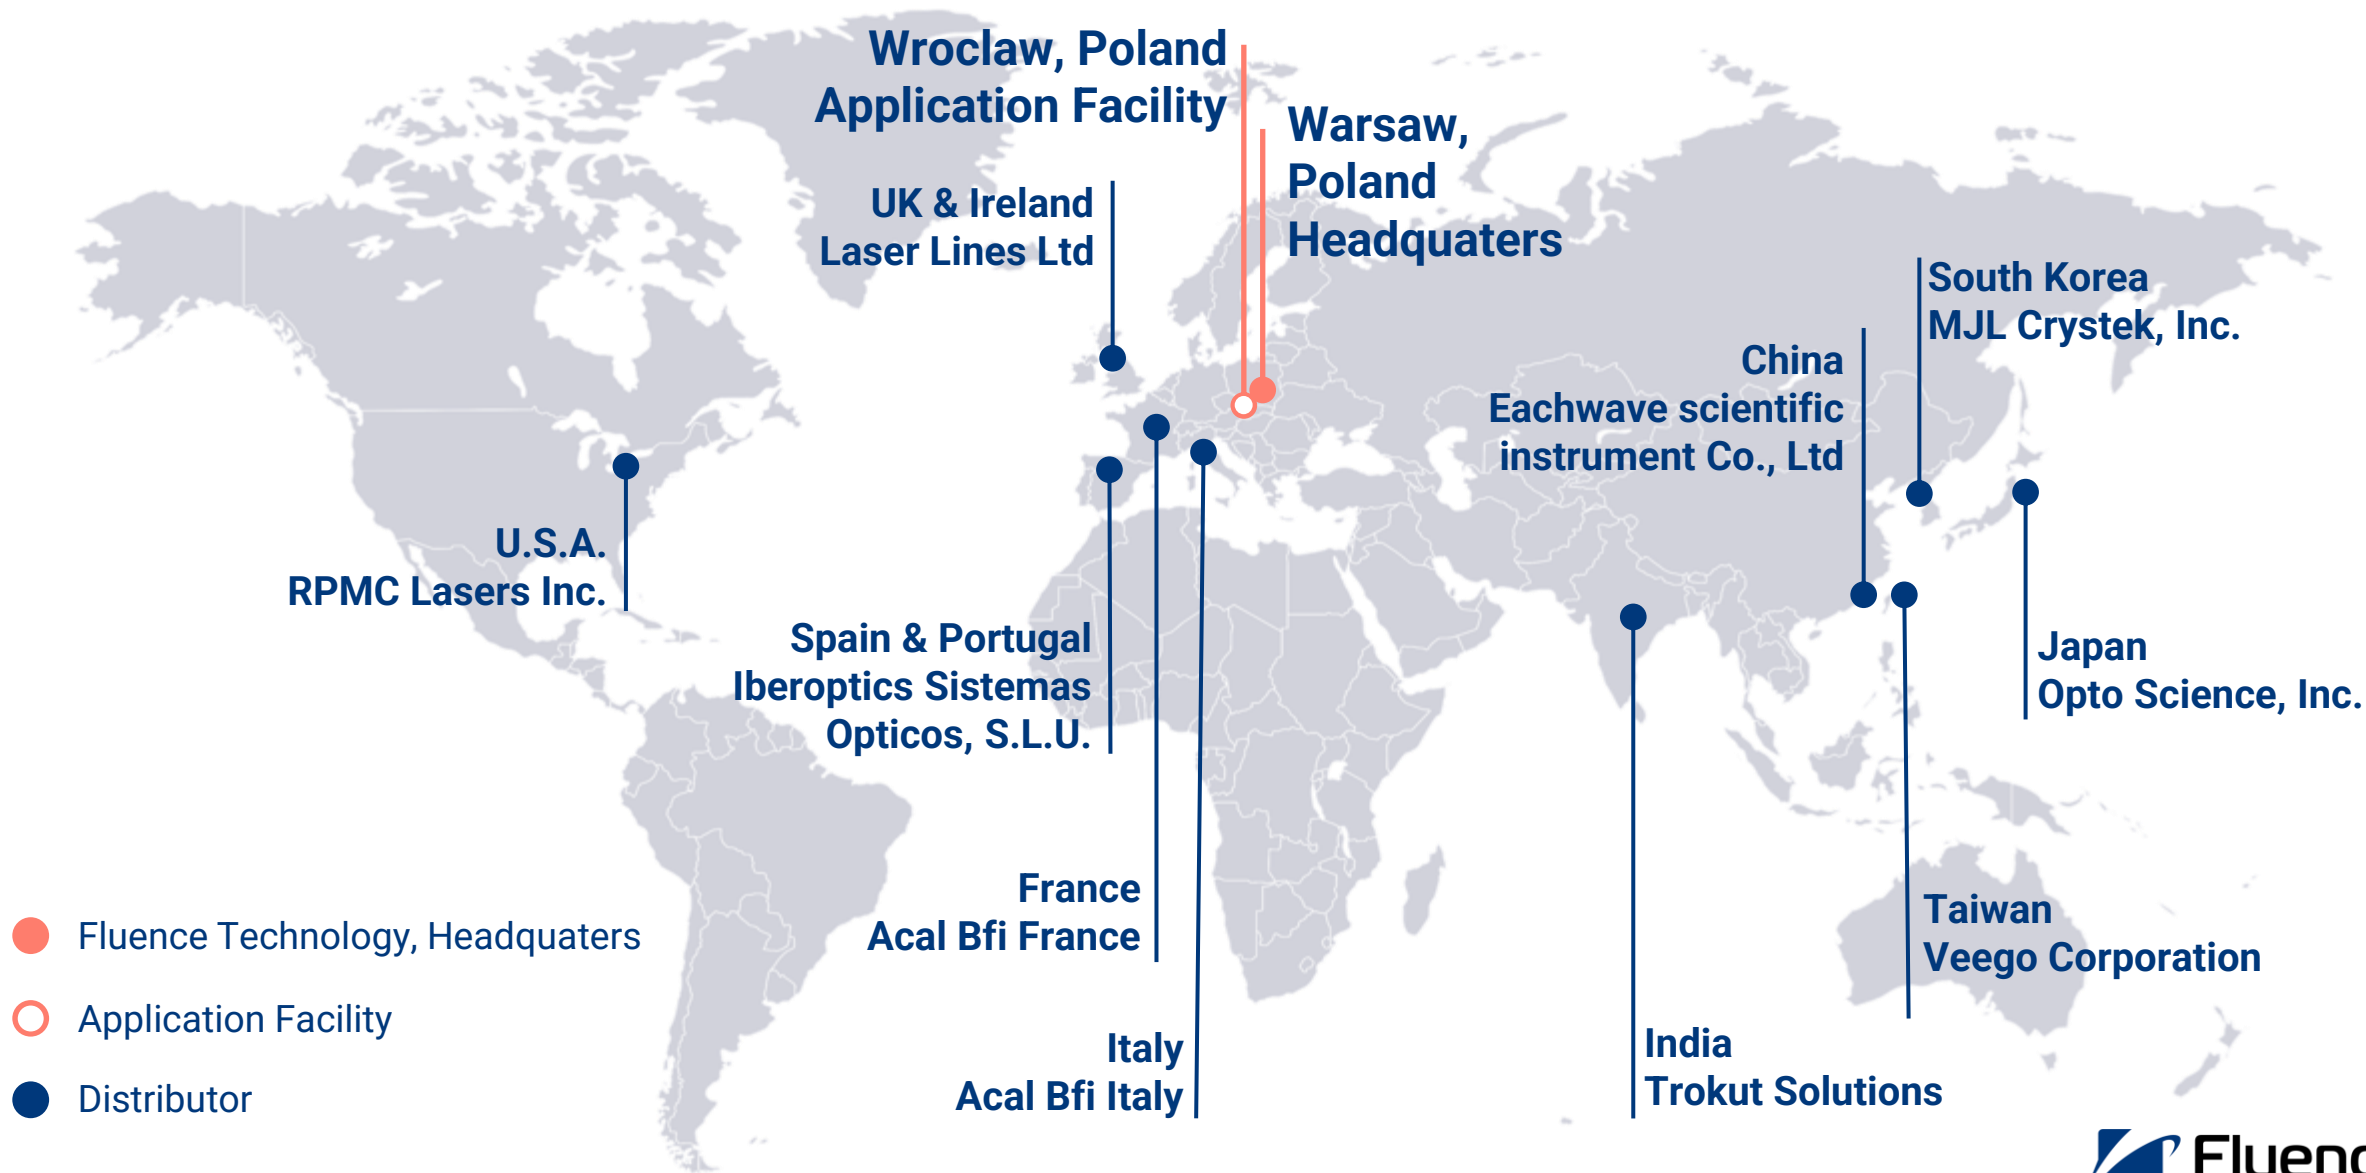 Wroclaw, Poland
Application Facility
Warsaw,
Poland
Headquaters
UK & Ireland
Laser Lines Ltd
South Korea
MJL Crystek, Inc.
China
Eachwave scientific
instrument Co., Ltd
U.S.A.
RPMC Lasers Inc.
Spain & Portugal
Iberoptics Sistemas
Opticos, S.L.U.
Japan
Opto Science, Inc.
France
Acal Bfi France
Taiwan
Veego Corporation
Italy
Acal Bfi Italy
India
Trokut Solutions
Fluence Technology, Headquaters
Application Facility
Distributor